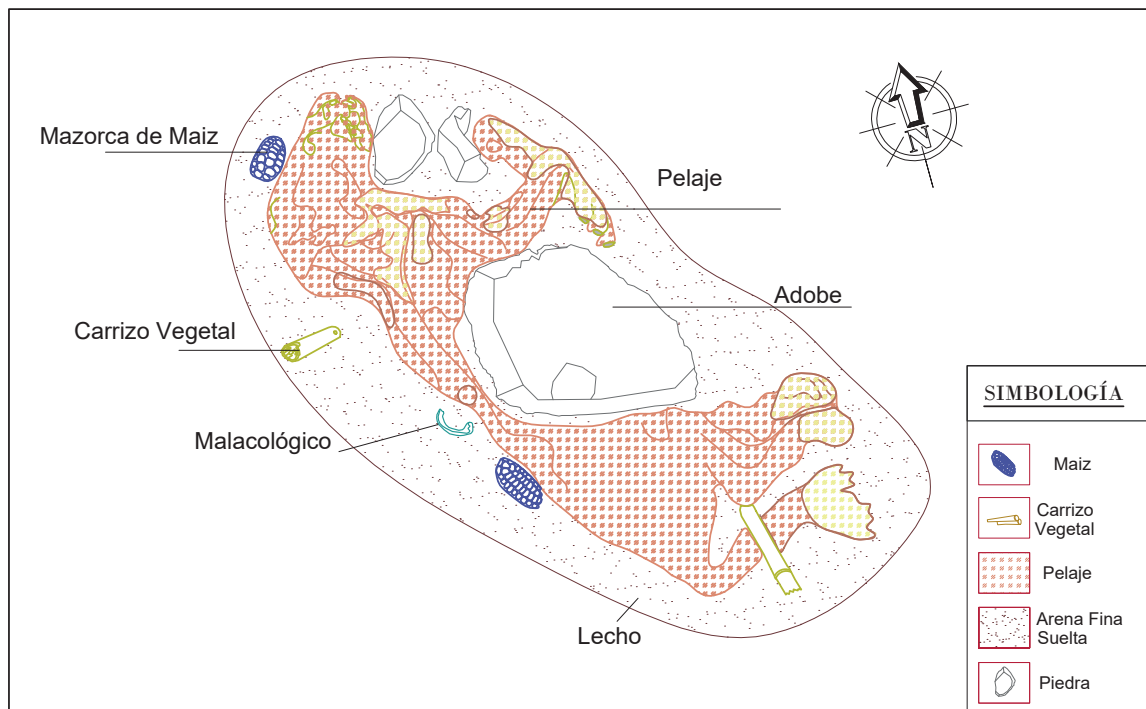 Mazorca de Maiz
Pelaje
Adobe
Carrizo Vegetal
Malacológico
Lecho
N
SIMBOLOGÍA
Maiz
Carrizo
Vegetal
Pelaje
Arena Fina
Suelta
Piedra